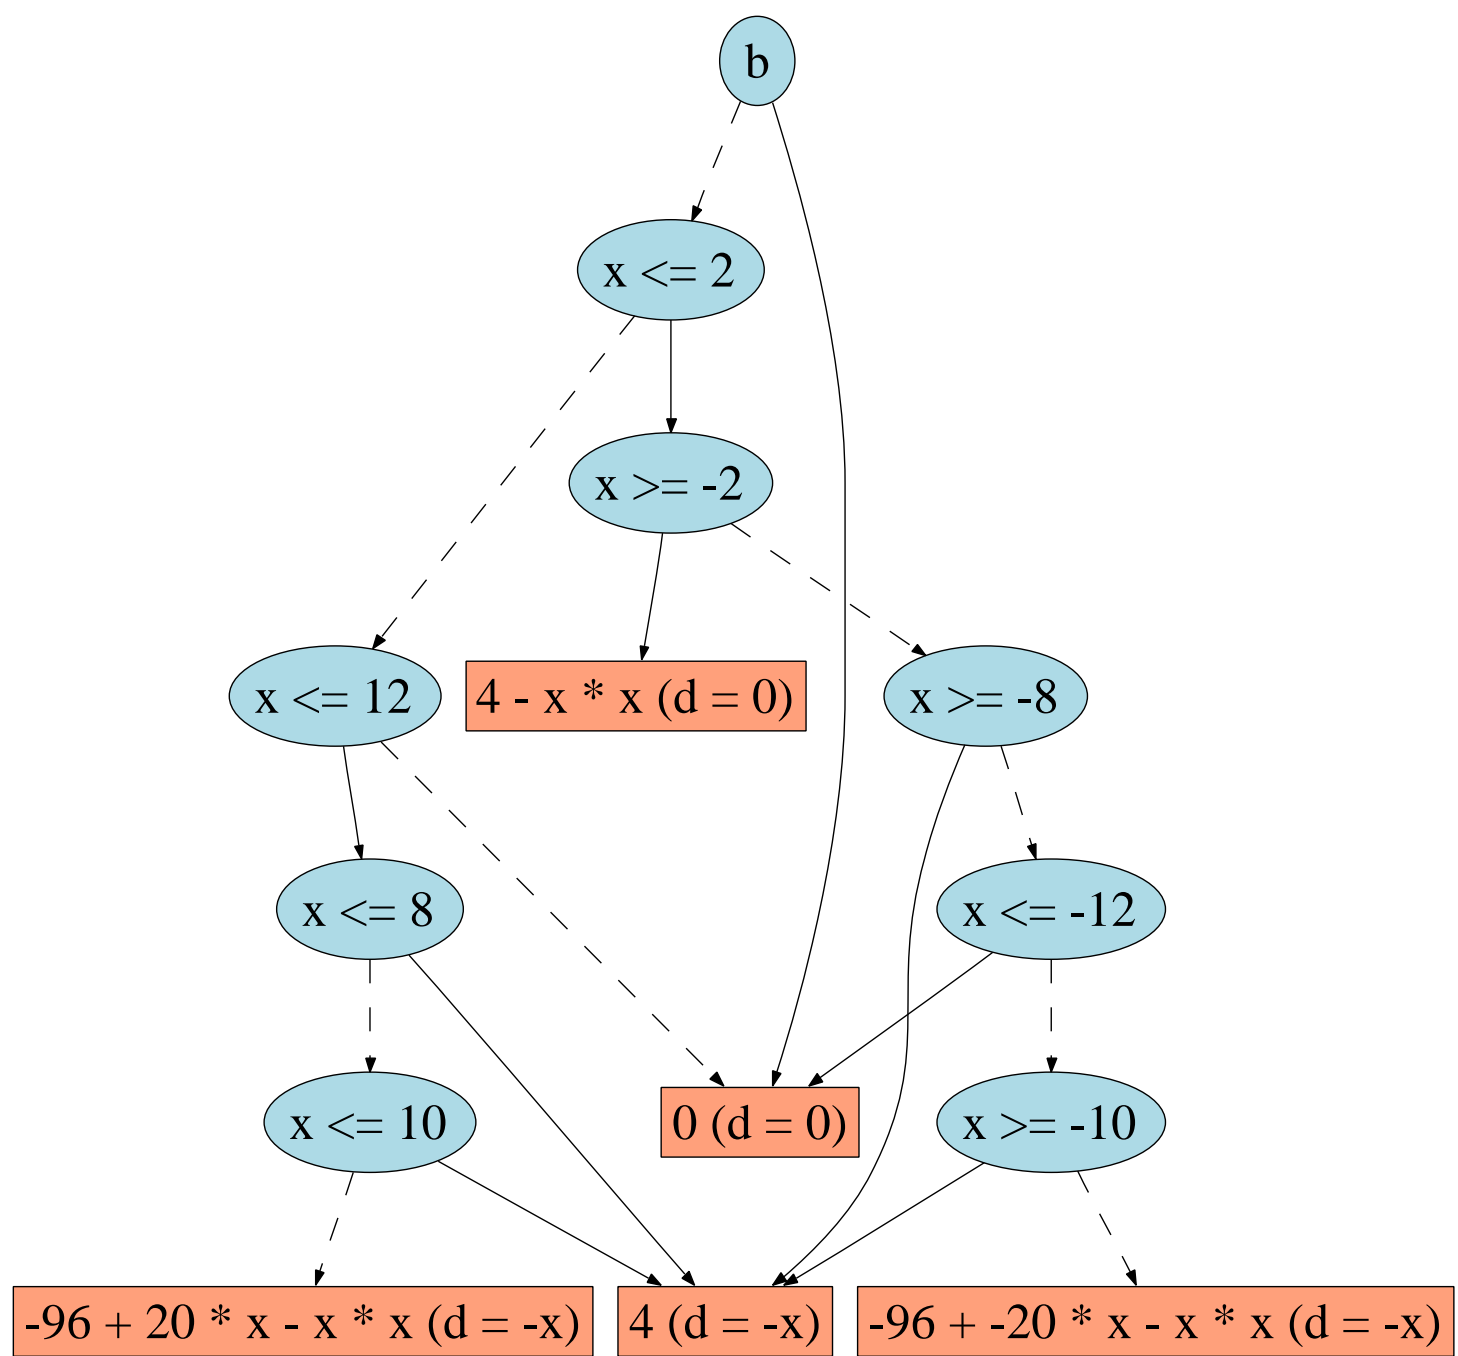 b
x <= 2
x >= -2
x <= 12
4 - x * x (d = 0)
x >= -8
x <= 8
x <= -12
x <= 10
0 (d = 0)
x >= -10
-96 + 20 * x - x * x (d = -x)
4 (d = -x)
-96 + -20 * x - x * x (d = -x)